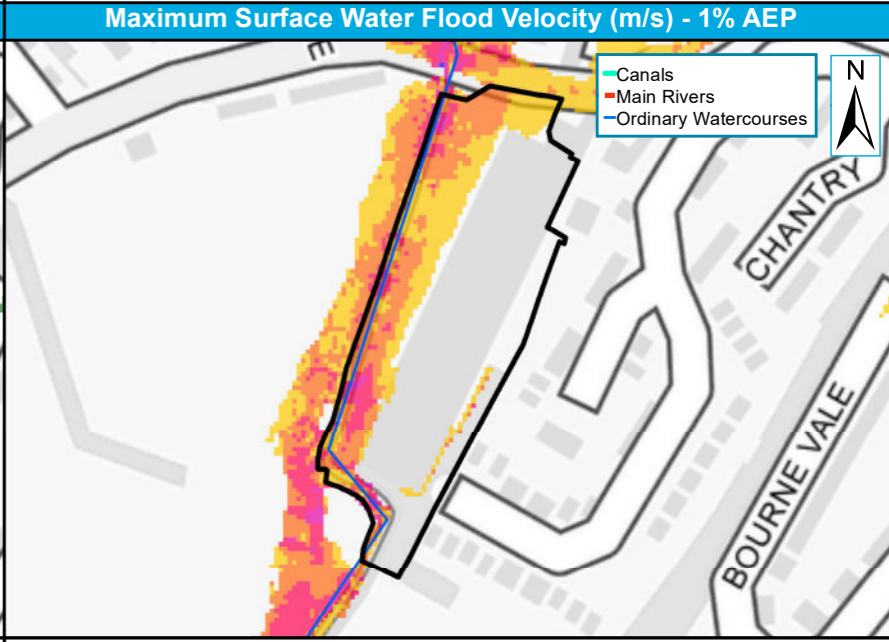 Maximum Surface Water Flood Velocity (m/s) - 1% AEP
E
Canals
Main Rivers
Ordinary Watercourses
N
CHANTRY
BOURNE VALE